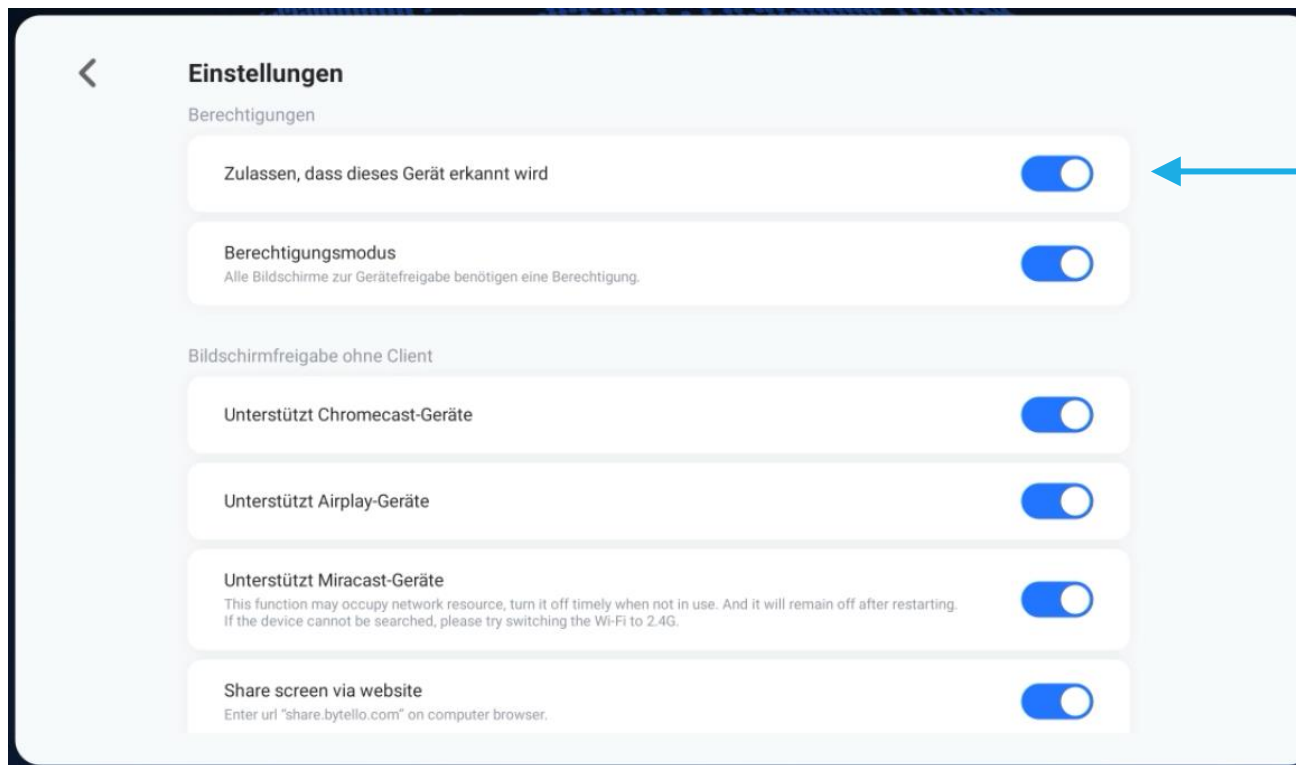 Einstellungen
Berechtigungen
Zulassen, dass dieses Gerät erkannt wird
Berechtigungsmodus
Alle Bildschirme zur Gerätefreigabe benötigen eine Berechtigung.
Bildschirmfreigabe ohne Client
Unterstützt Chromecast-Geräte
Unterstützt Airplay-Geräte
Unterstützt Miracast-Geräte
This function may occupy network resource, turn it off timely when not in use. And it will remain off after restarting.
If the device cannot be searched, please try switching the Wi-Fi to 2.4G.
Share screen via website
Enter url "share.bytello.com" on computer browser.